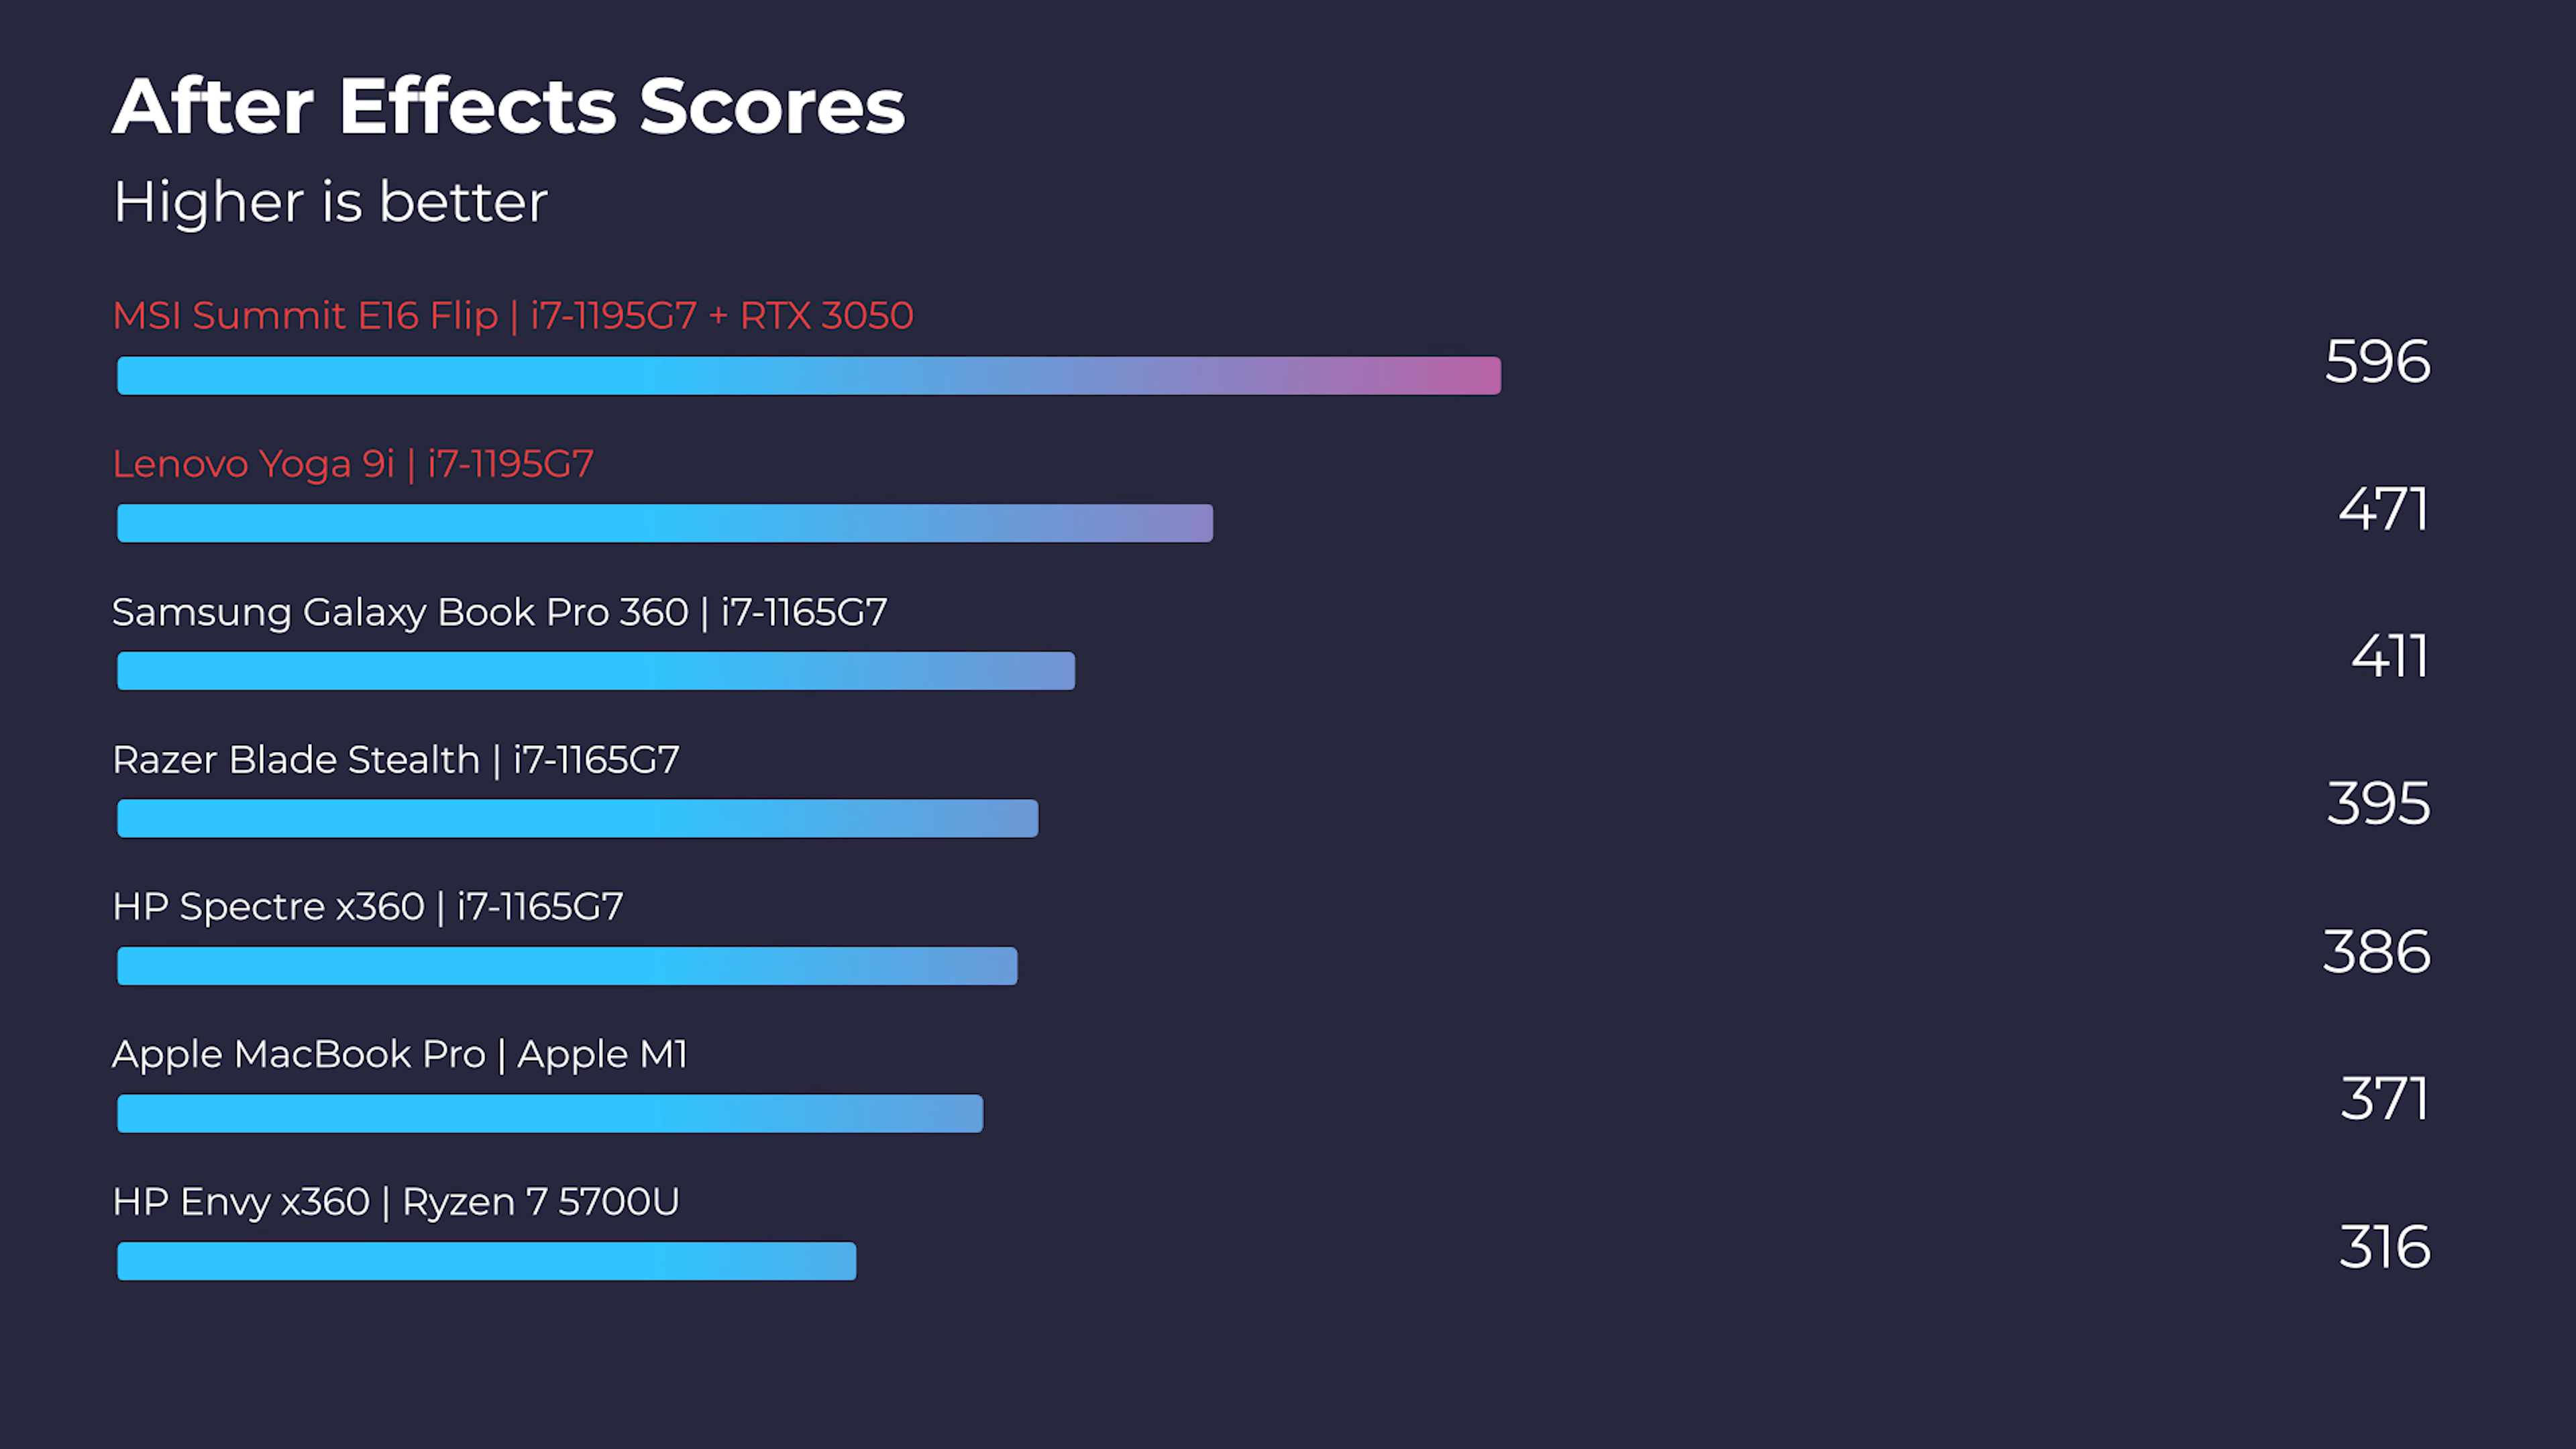 After Effects Scores
Higher is better
MSI Summit E16 Flip | i7-1195G7 + RTX 3050
596
Lenovo Yoga 9i | i7-1195G7
471
Samsung Galaxy Book Pro 360 | i7-1165G7
411
Razer Blade Stealth | i7-1165G7
395
HP Spectre x360 | i7-1165G7
386
Apple MacBook Pro | Apple M1
371
HP Envy x360 | Ryzen 7 5700U
316